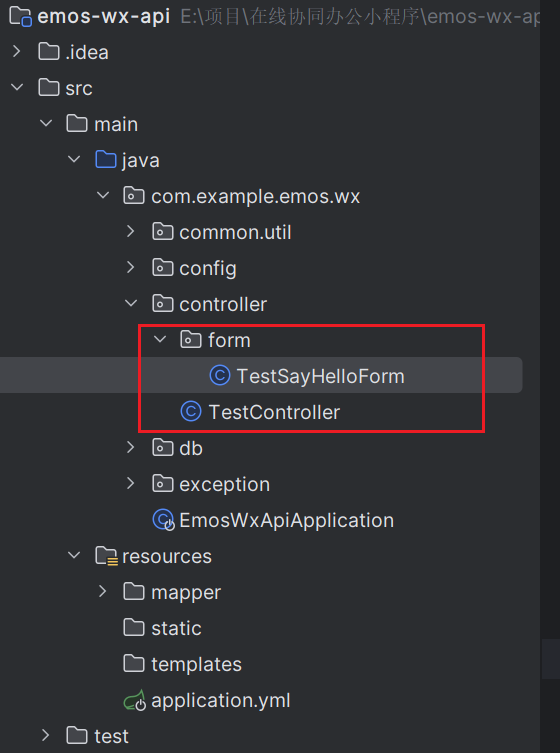 emos-wx-api E:\项目\在线协同办公小程序\emos-wx-ap
.idea
src
main
java
com.example.emos.wx
common.util
config
controller
form
TestSayHelloForm
TestController
db
exception
EmosWxApiApplication
resources
mapper
static
templates
application.yml
test